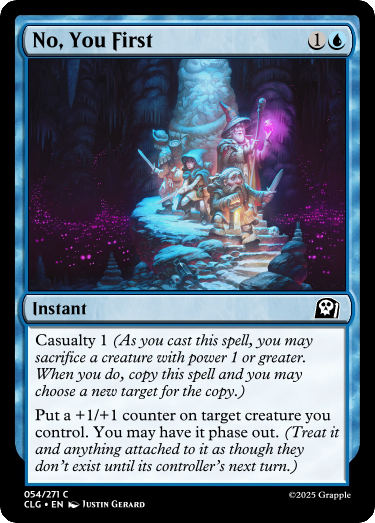 No, You First 1
Instant
Casualty 1 (As you cast this spell, you may
sacrifice a creature with power 1 or greater.
When you do, copy this spell and you may
choose a new target for the copy.)
Put a +1/+1 counter on target creature you
control. You may have it phase out. (Treat it
and anything attached to it as though they
don't exist until its controller's next turn.)
054/271 C
CLG • EN Justin Gerard
©2025 Grapple